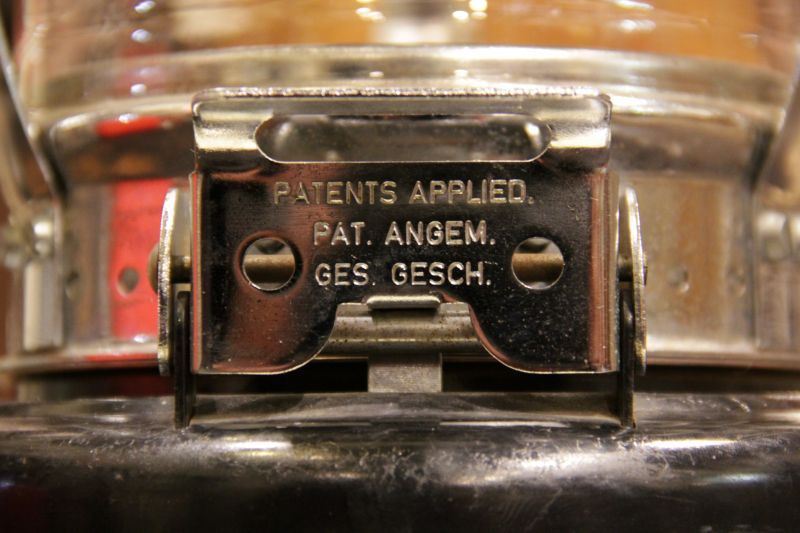 PATENTS APPLIED.
PAT. ANGEM.
GES. GESCH.